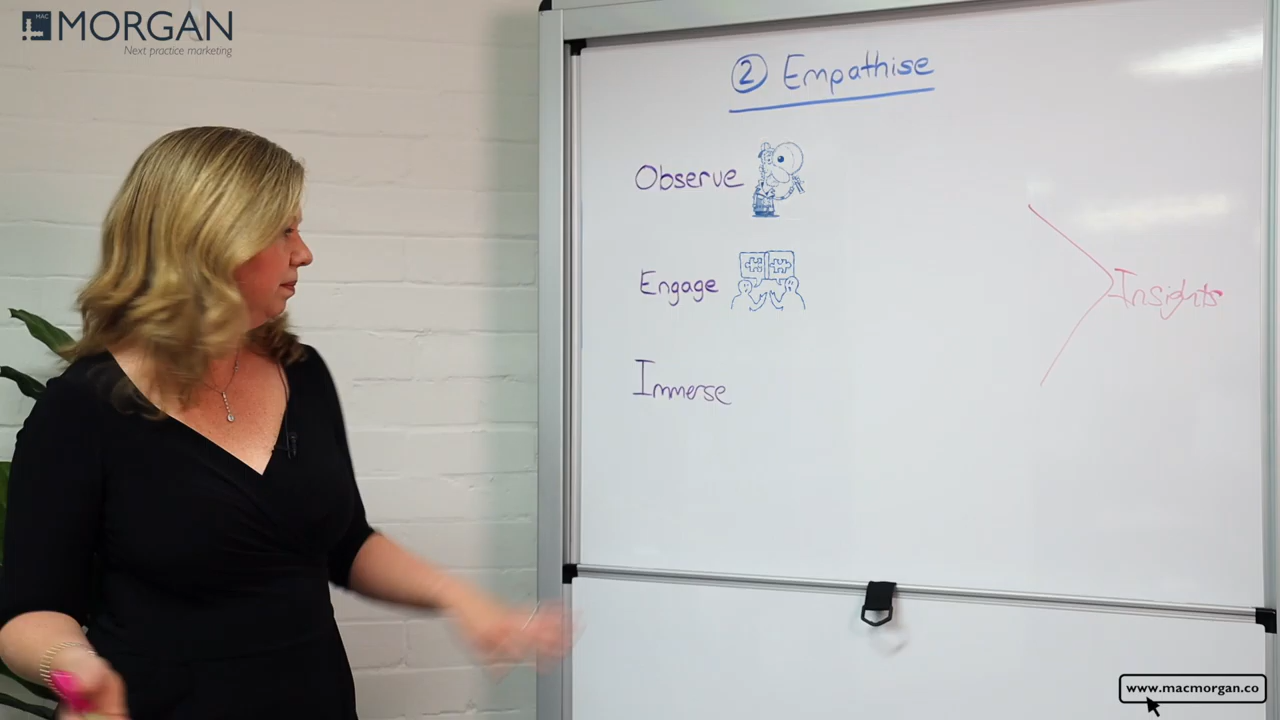 MAC
MORGAN
Next practice marketing
2 Empathise
Observe
Engage
Insights
Immerse
www.macmorgan.co